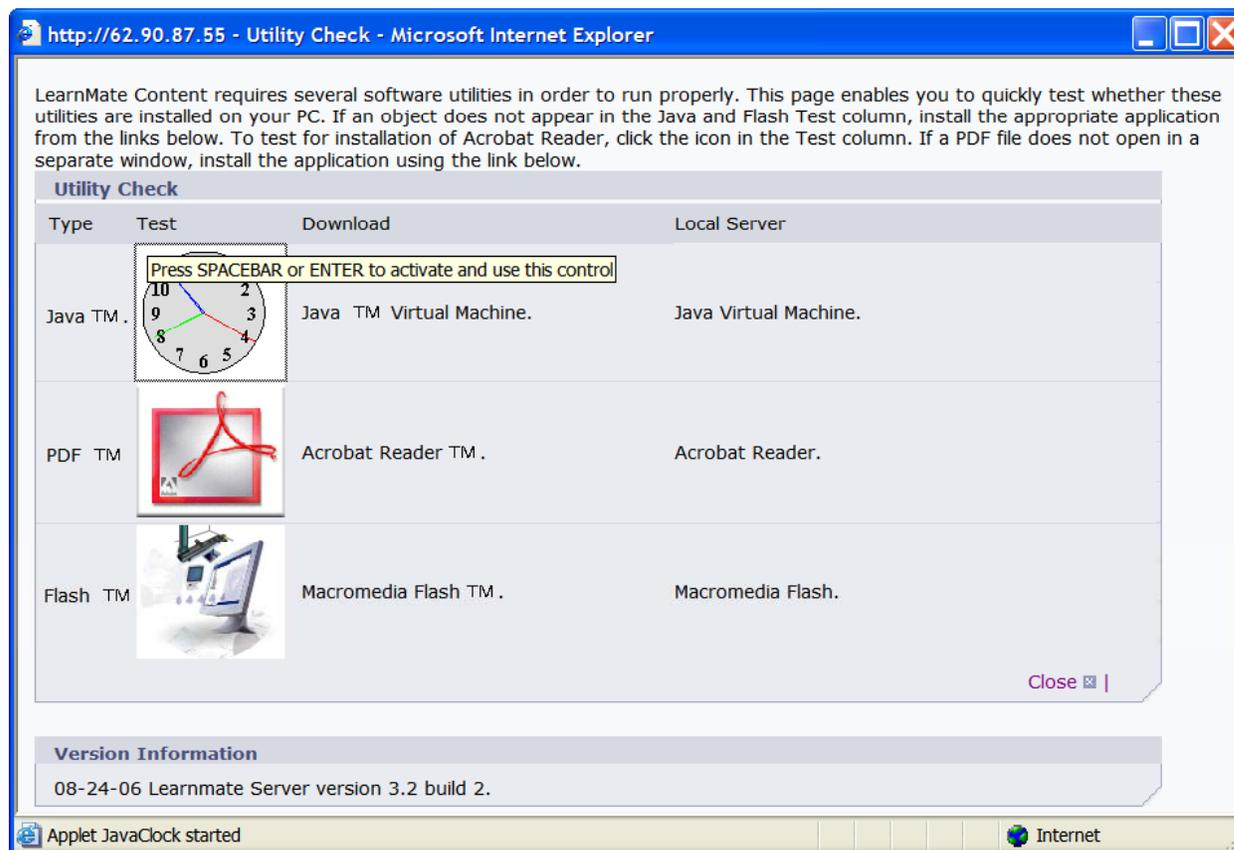 http://62.90.87.55 - Utility Check - Microsoft Internet Explorer
LearnMate Content requires several software utilities in order to run properly. This page enables you to quickly test whether these
utilities are installed on your PC. If an object does not appear in the Java and Flash Test column, install the appropriate application
from the links below. To test for installation of Acrobat Reader, click the icon in the Test column. If a PDF file does not open in a
separate window, install the application using the link below.
Utility Check
Type Test Download Local Server
Press SPACEBAR or ENTER to activate and use this control
10 2
Java TM. 9 3 Java TM Virtual Machine. Java Virtual Machine.
8 4
7 6 5
PDF TM Acrobat Reader TM. Acrobat Reader.
Adobe
Flash TM Macromedia Flash TM. Macromedia Flash.
Close |
Version Information
08-24-06 Learnmate Server version 3.2 build 2.
Applet JavaClock started Internet